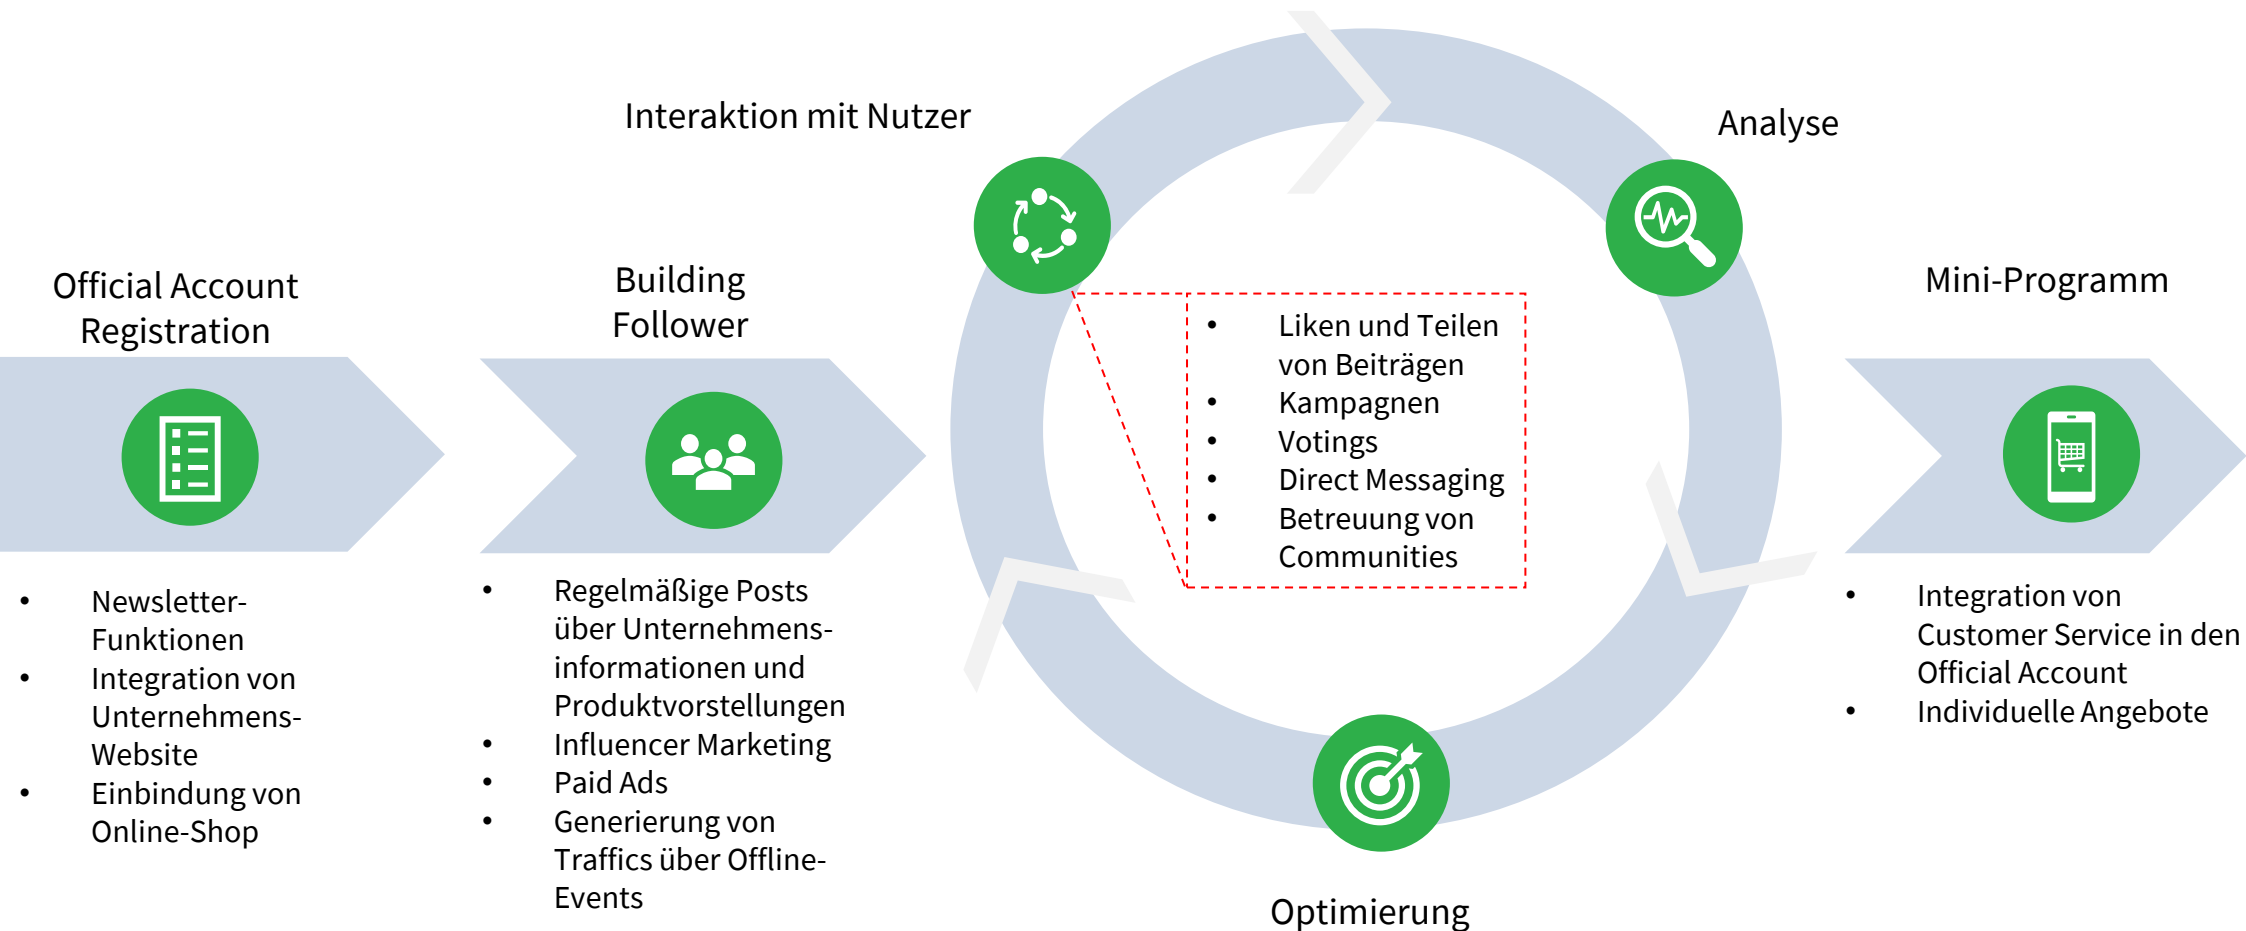 Official Account
Registration
• Newsletter-
Funktionen
• Integration von
Unternehmens-
Website
• Einbindung von
Online-Shop
Building
Follower
• Regelmäßige Posts
über Unternehmens-
informationen und
Produktvorstellungen
• Influencer Marketing
• Paid Ads
• Generierung von
Traffics über Offline-
Events
Interaktion mit Nutzer
• Liken und Teilen
von Beiträgen
• Kampagnen
• Votings
• Direct Messaging
• Betreuung von
Communities
Analyse
Optimierung
Mini-Programm
• Integration von
Customer Service in den
Official Account
• Individuelle Angebote